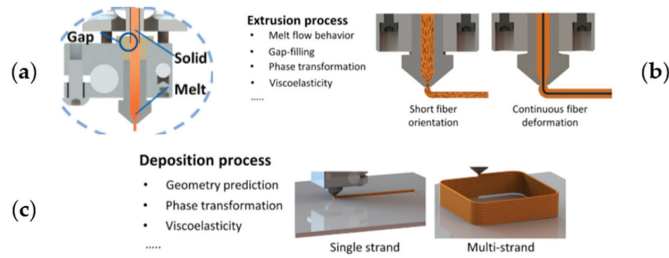 (a)
Gap
Solid
Melt
Extrusion process
• Melt flow behavior
• Gap-filling
• Phase transformation
• Viscoelasticity
.....
Short fiber
orientation
Continuous fiber
deformation
(b)
Deposition process
(c)
• Geometry prediction
• Phase transformation
• Viscoelasticity
.....
Single strand
Multi-strand